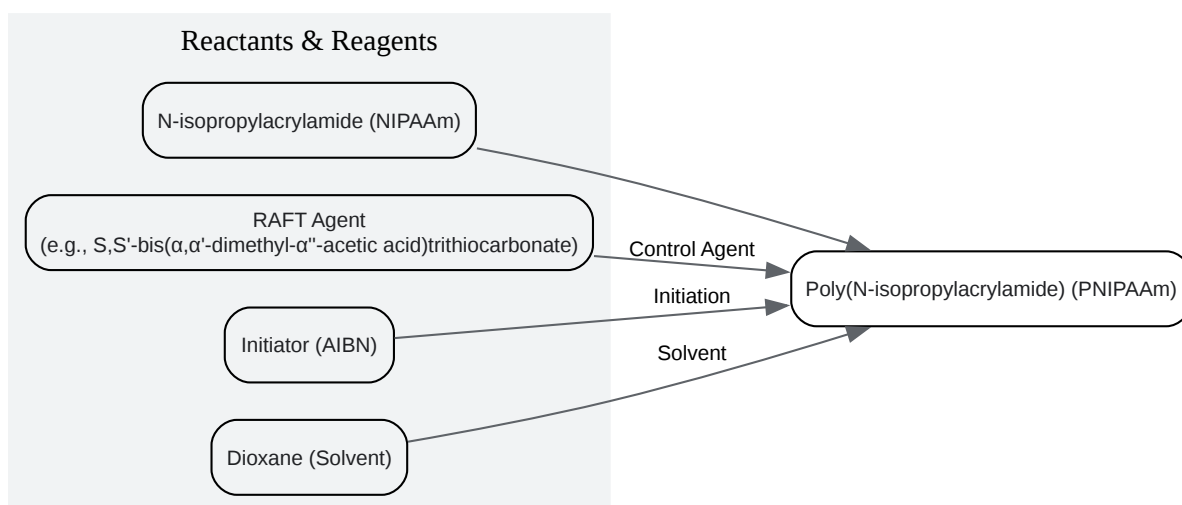 Reactants & Reagents
N-isopropylacrylamide (NIPAAm)
RAFT Agent
(e.g., S,S'-bis(α,α'-dimethyl-α''-acetic acid)trithiocarbonate)
Control Agent
Poly(N-isopropylacrylamide) (PNIPAAm)
Initiation
Initiator (AIBN)
Solvent
Dioxane (Solvent)